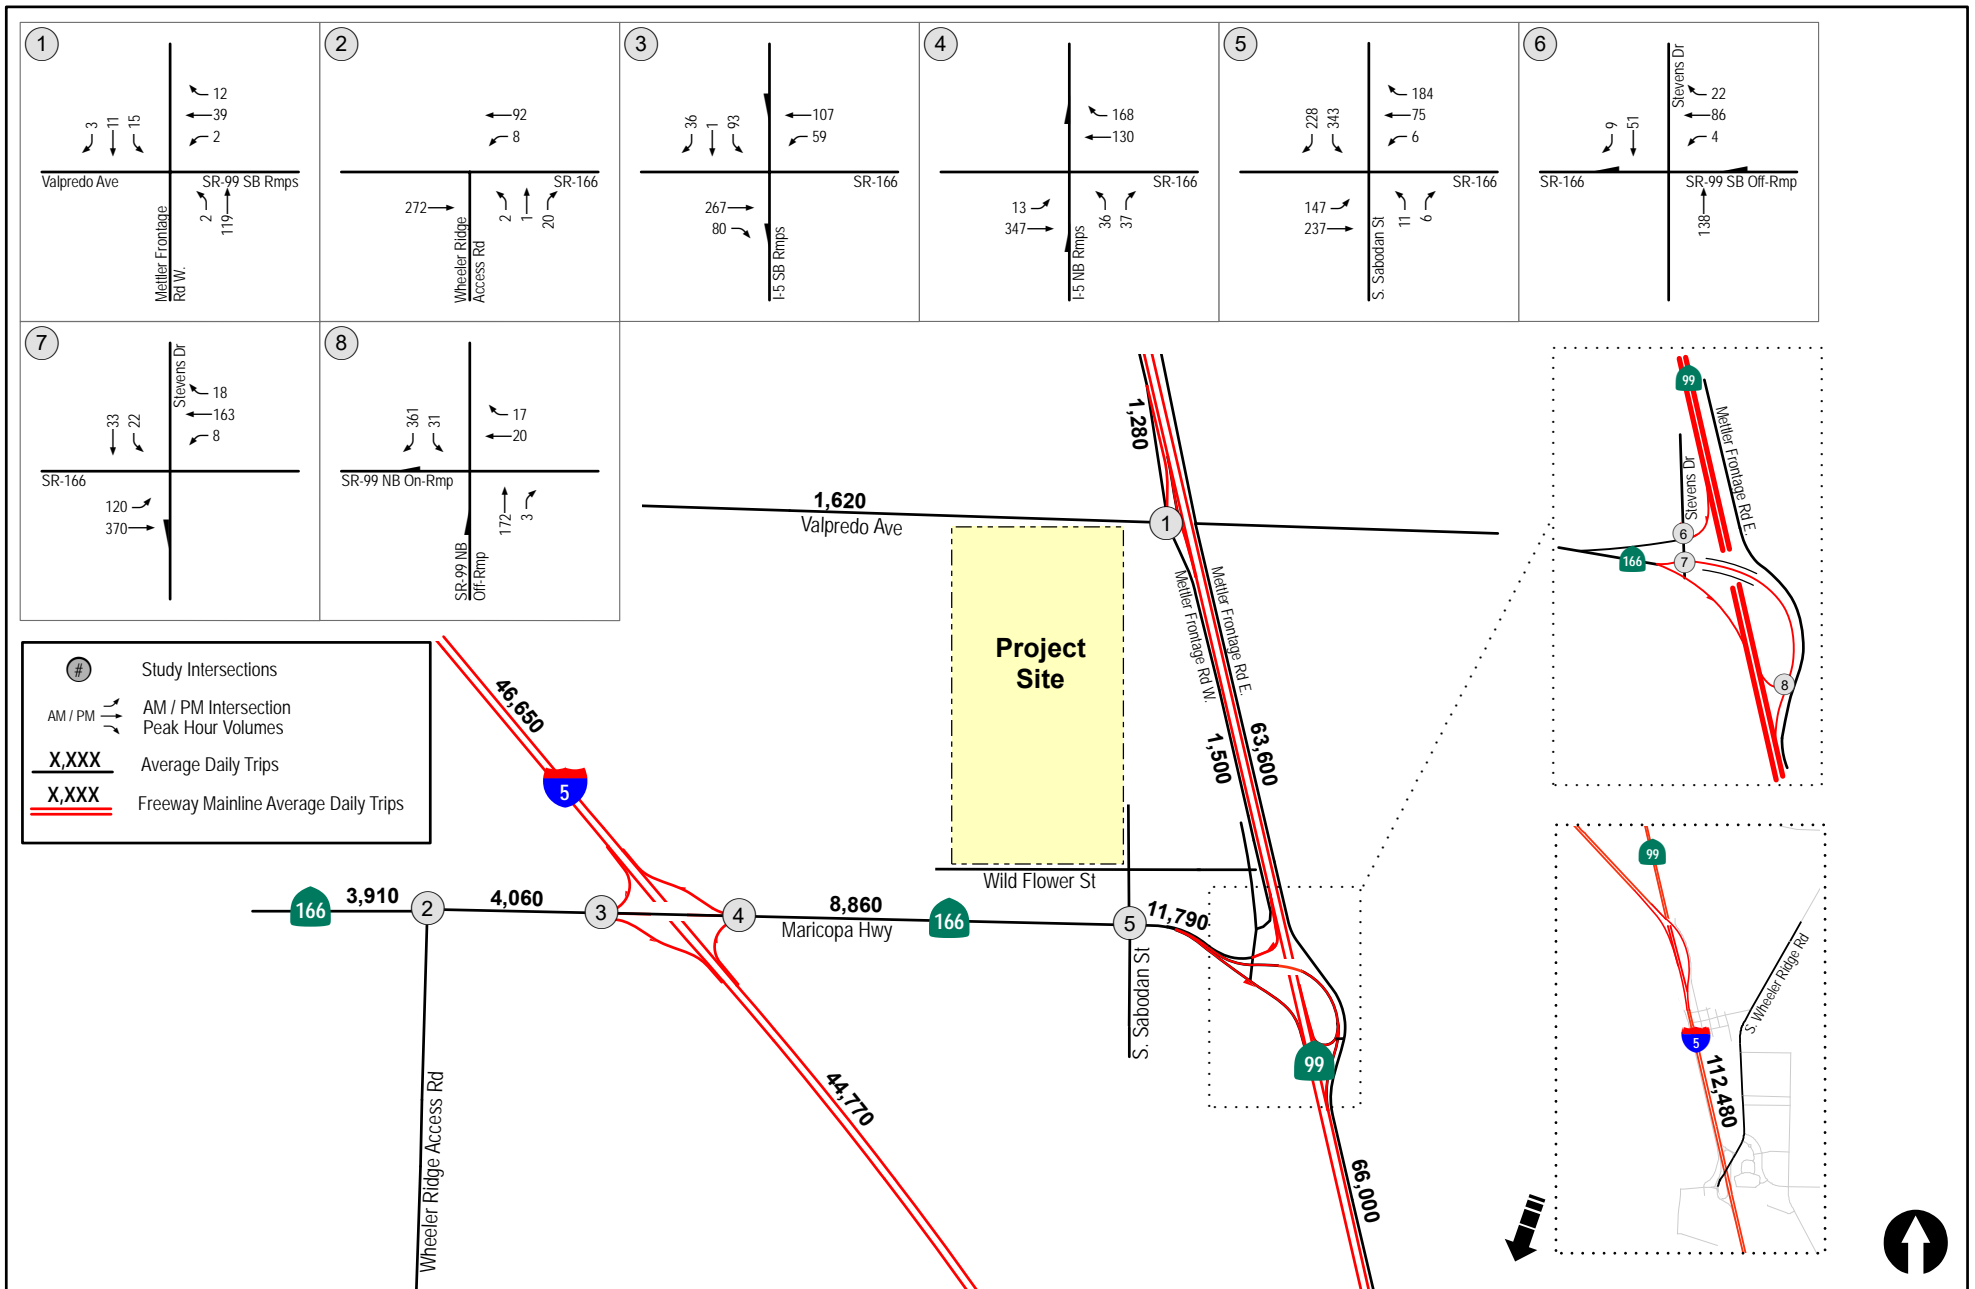 1
12
39
2
3
11
15
Valpredo Ave
SR-99 SB Rmps
2
119
Mettler Frontage
Rd W.
2
92
8
SR-166
272
2
1
20
Wheeler Ridge
Access Rd
3
36
1
93
107
59
SR-166
267
80
I-5 SB Rmps
4
168
130
SR-166
13
347
36
37
I-5 NB Rmps
5
228
343
184
75
6
SR-166
147
237
11
6
S. Sabodan St
6
Stevens Dr
9
51
22
86
4
SR-166
SR-99 SB Off-Rmp
138
7
Stevens Dr
33
22
18
163
8
SR-166
120
370
8
361
31
17
20
SR-99 NB On-Rmp
172
3
SR-99 NB
Off-Rmp
# Study Intersections
AM / PM
AM / PM Intersection
Peak Hour Volumes
X,XXX Average Daily Trips
X,XXX Freeway Mainline Average Daily Trips
1,280
1,620
Valpredo Ave
1
Mettler Frontage Rd W.
Mettler Frontage Rd E.
Project
Site
1,500
63,600
46,650
5
Wild Flower St
166
3,910
2
4,060
3
4
8,860
Maricopa Hwy
166
5
11,790
S. Sabodan St
99
44,770
Wheeler Ridge Access Rd
66,000
99
Mettler Frontage Rd E.
Stevens Dr
6
166
7
8
99
S. Wheeler Ridge Rd
5
112,480